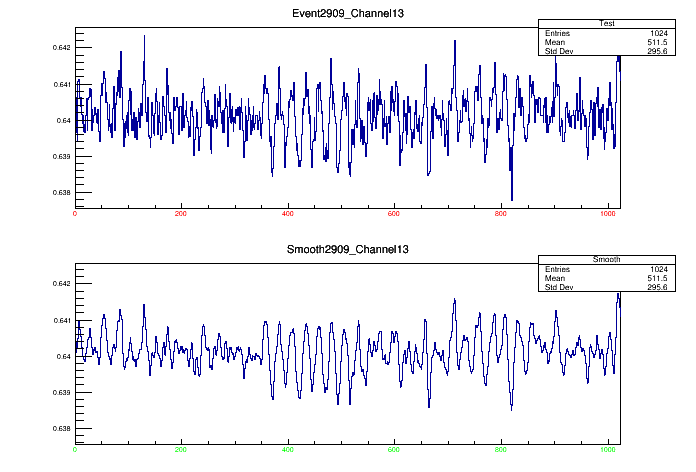 Event2909_Channel13
Test
Entries 1024
Mean 511.5
Std Dev 295.6
0.642
0.641
0.64
0.639
0.638
0 200 400 600 800 1000
Smooth2909_Channel13
Smooth
Entries 1024
Mean 511.5
Std Dev 295.6
0.642
0.641
0.64
0.639
0.638
0 200 400 600 800 1000